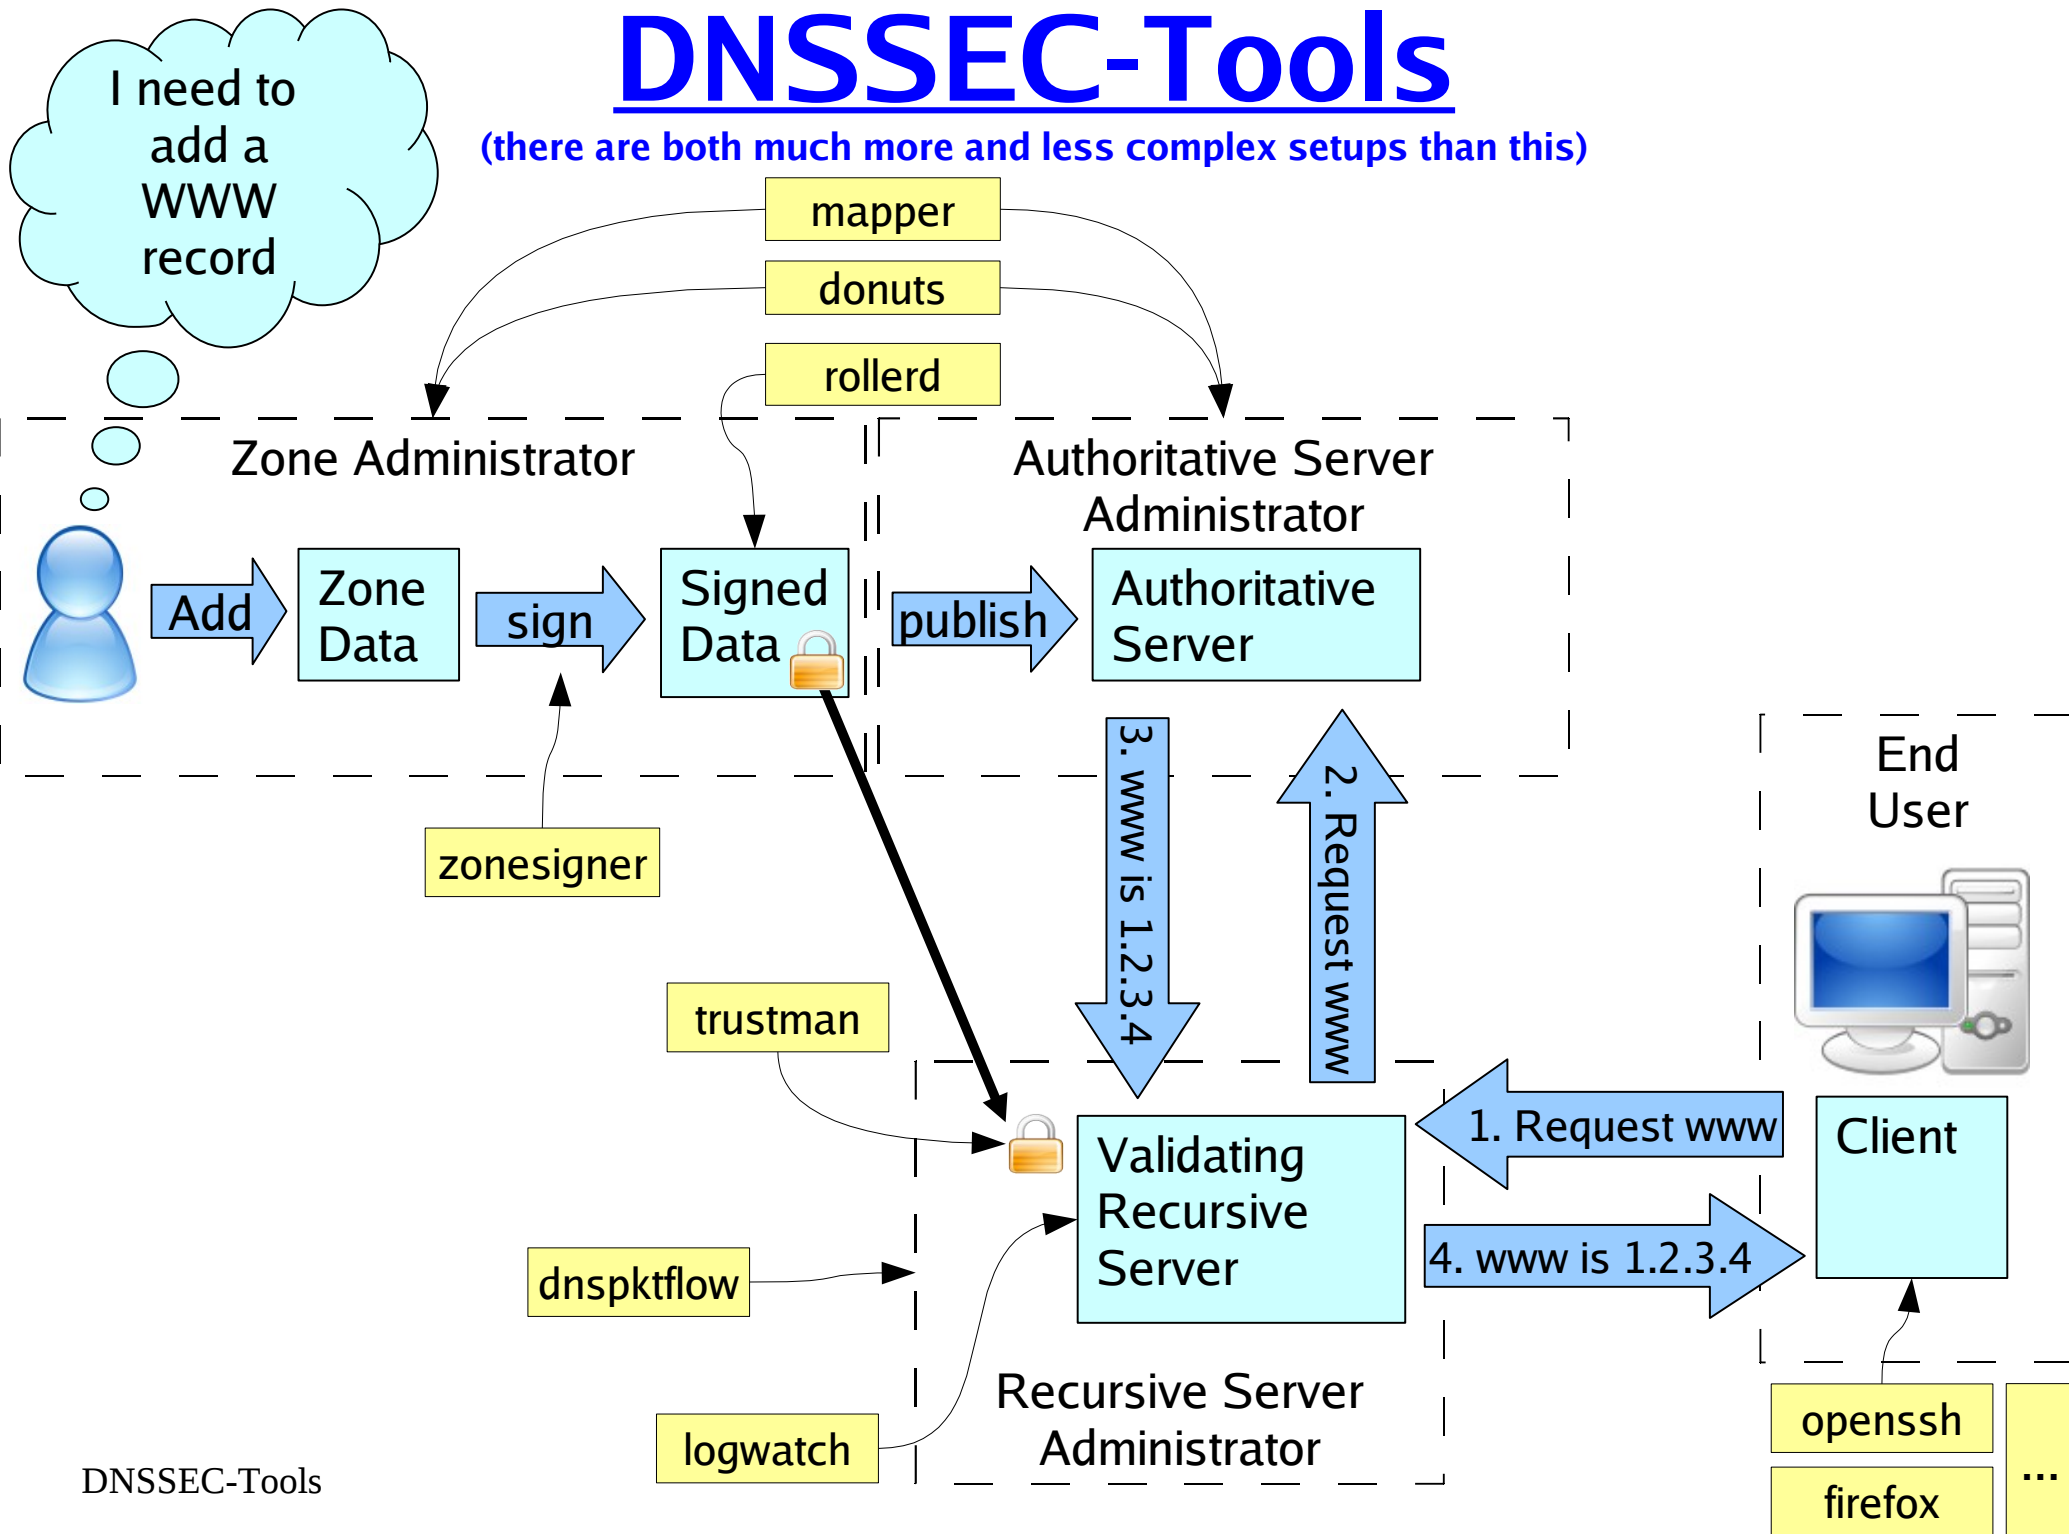 DNSSEC-Tools
(there are both much more and less complex setups than this)
I need to
add a
WWW
record
mapper
donuts
rollerd
Zone Administrator
Authoritative Server
Administrator
Add
Zone
Data
sign
Signed
Data
publish
Authoritative
Server
zonesigner
3. www is 1.2.3.4
2. Request www
End
User
trustman
1. Request www
Client
Validating
Recursive
Server
dnspktflow
4. www is 1.2.3.4
Recursive Server
Administrator
logwatch
openssh
...
firefox
DNSSEC-Tools